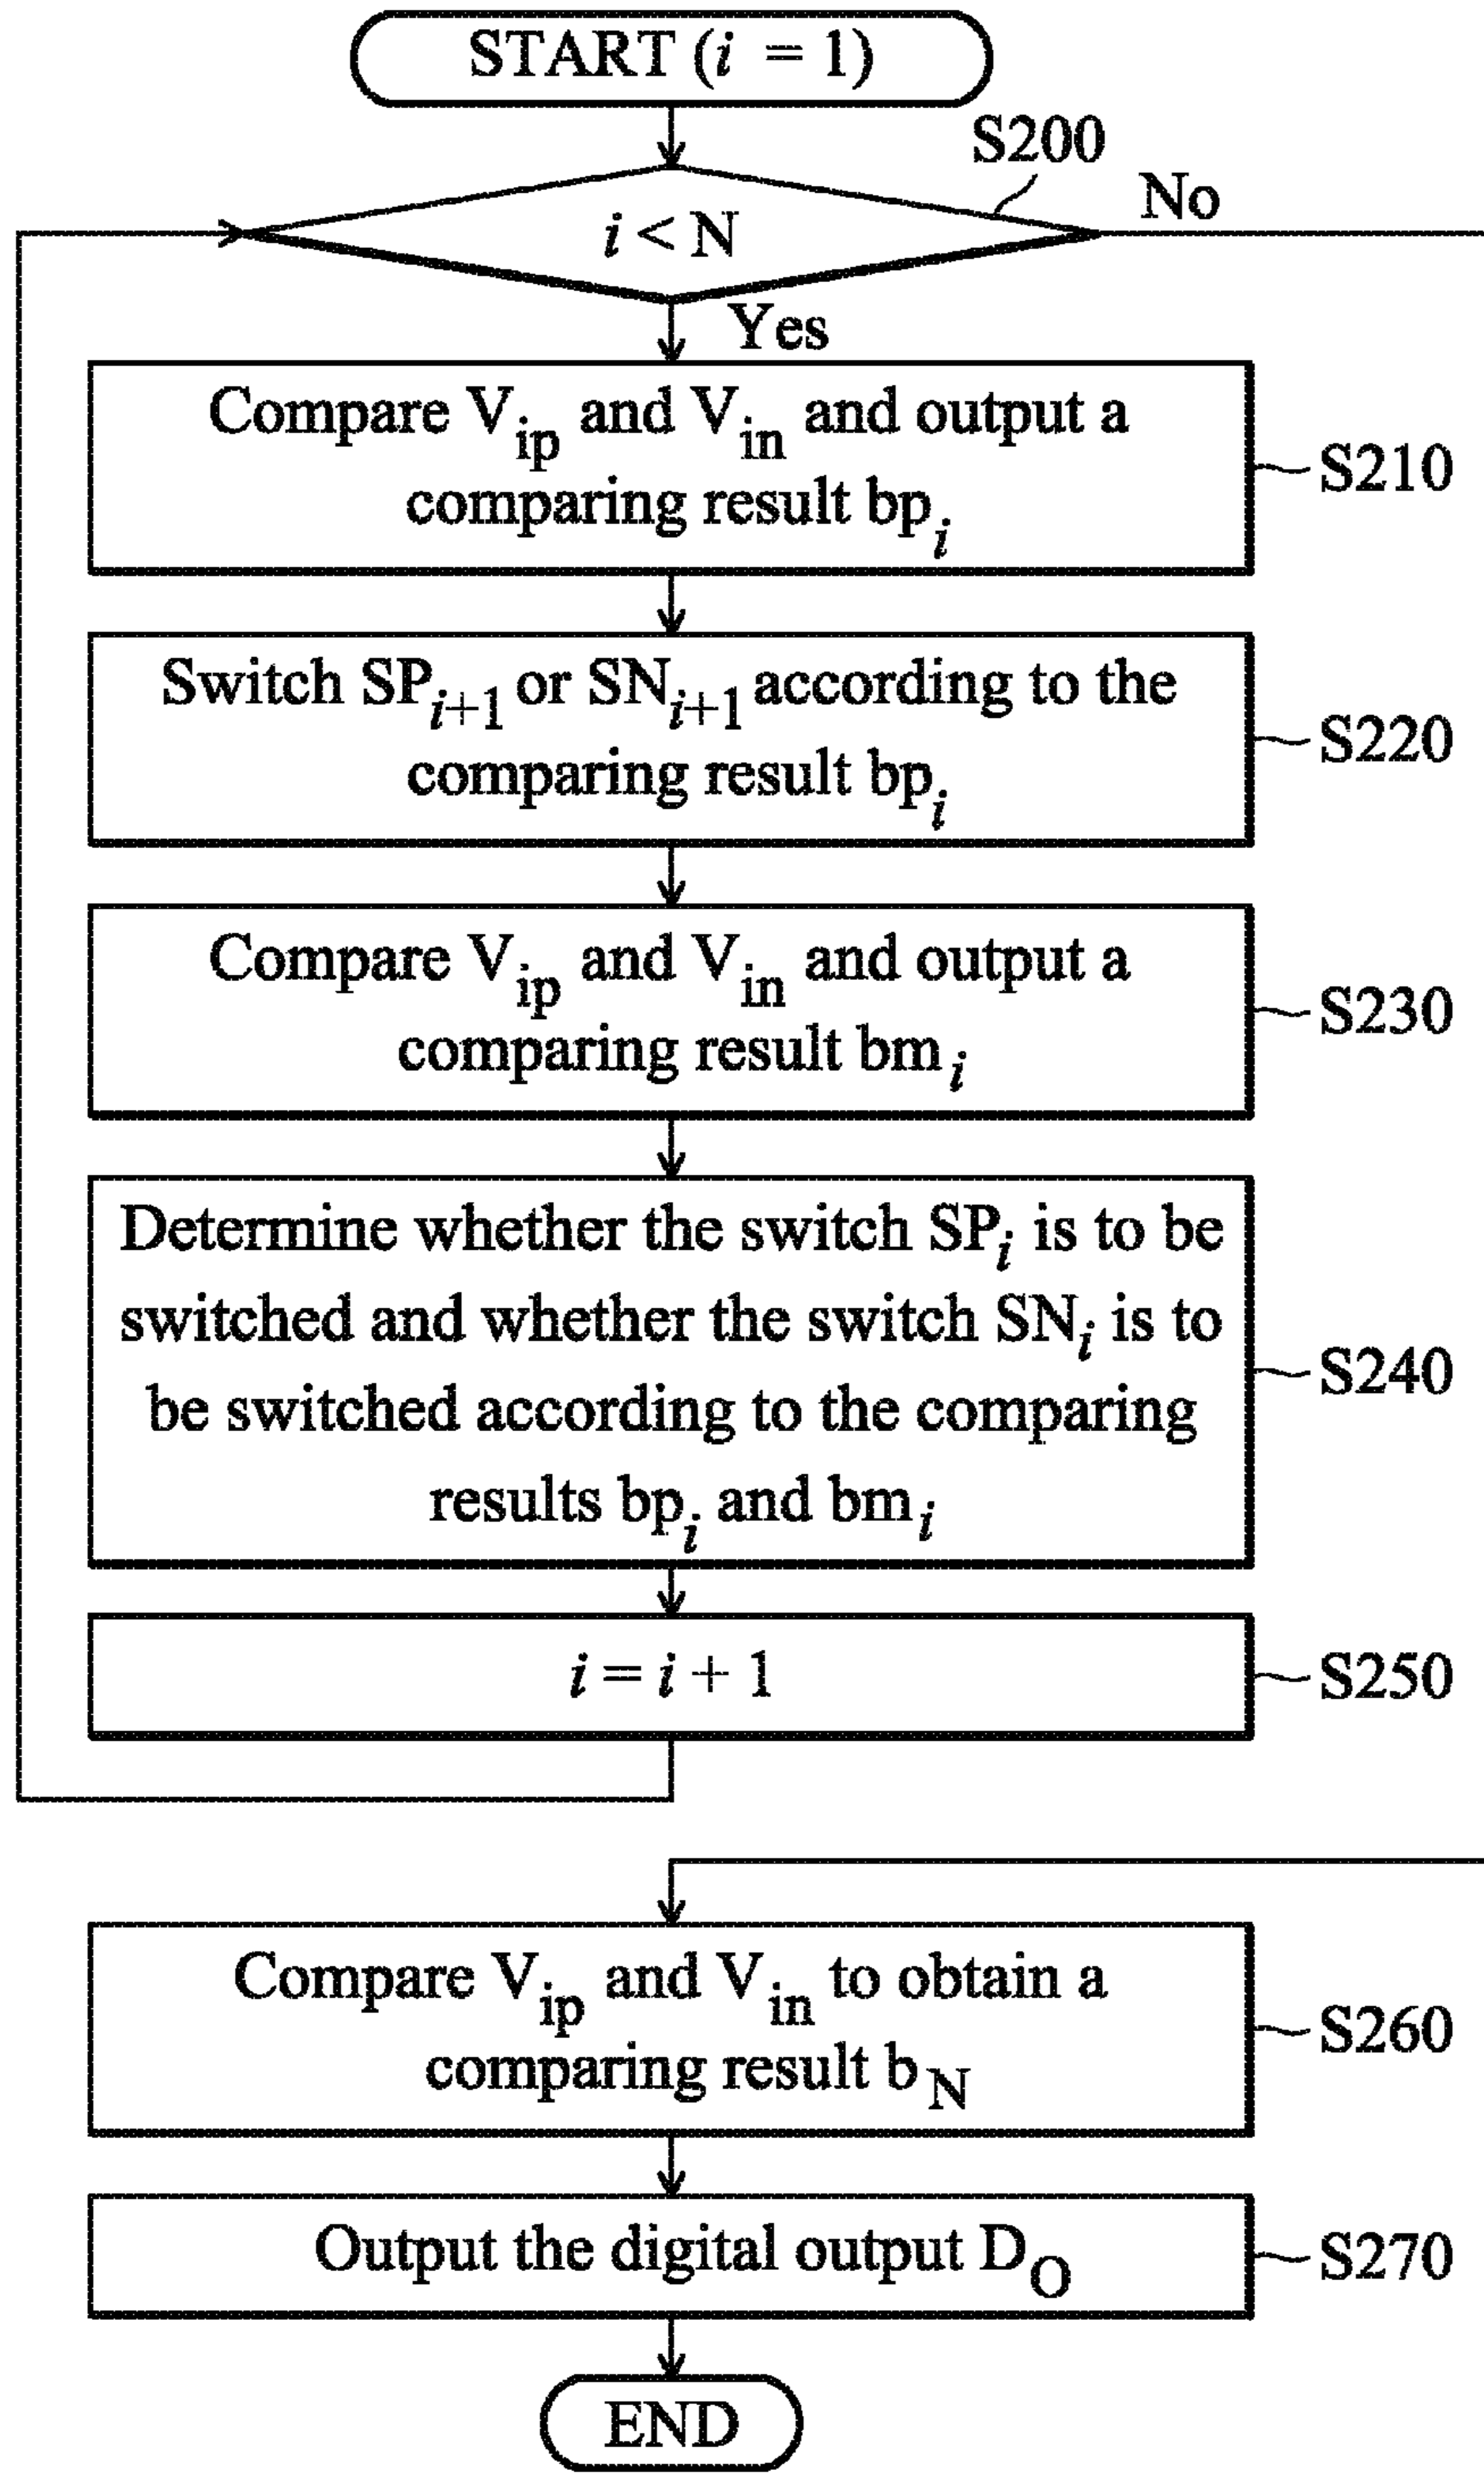 START (i = 1)
S200
No
i < N
Yes
Compare V_ip and V_in and output a
comparing result bp_i
S210
Switch SP_i+1 or SN_i+1 according to the
comparing result bp_i
S220
Compare V_ip and V_in and output a
comparing result bm_i
S230
Determine whether the switch SP_i is to be
switched and whether the switch SN_i is to
be switched according to the comparing
results bp_i and bm_i
S240
i = i + 1
S250
Compare V_ip and V_in to obtain a
comparing result b_N
S260
Output the digital output D_O
S270
END